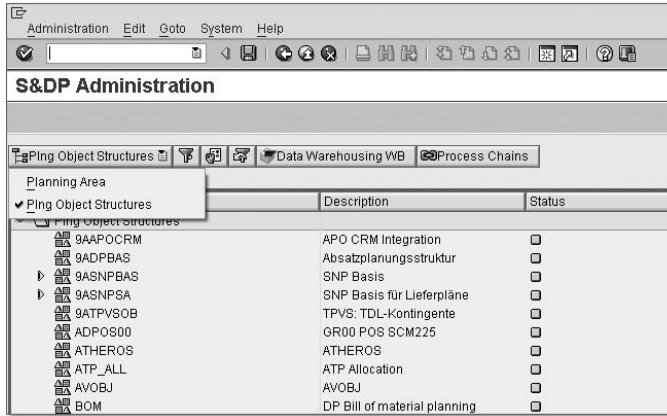 Administration Edit Goto System Help
S&DP Administration
Plng Object Structures Data Warehousing WB Process Chains
Planning Area
Plng Object Structures
Description Status
Plng Object Structures
9AAPOCRM APO CRM Integration
9ADPBAS Absatzplanungsstruktur
9ASNPBAS SNP Basis
9ASNPSA SNP Basis für Lieferpläne
9ATPVSOB TPVS: TDL-Kontingente
ADPOS00 GR00 POS SCM225
ATHEROS ATHEROS
ATP_ALL ATP Allocation
AVOBJ AVOBJ
BOM DP Bill of material planning